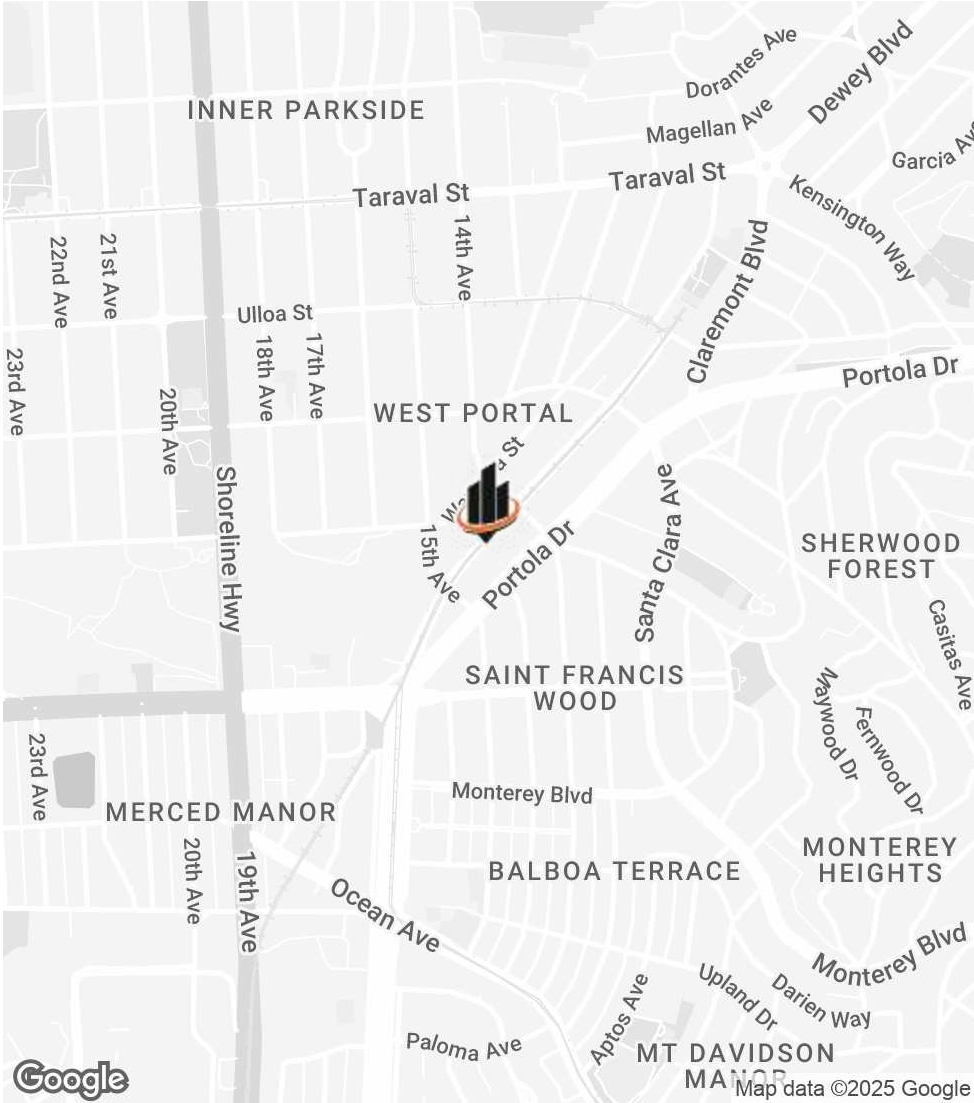 Dorantes Ave
Dewey Blvd
INNER PARKSIDE
Magellan Ave
Garcia Av
Taraval St
Taraval St
Kensington Way
14th Ave
22nd Ave
21st Ave
Claremont Blvd
Ulloa St
23rd Ave
18th Ave
17th Ave
Portola Dr
20th Ave
WEST PORTAL
St
Shoreline Hwy
15th Ave
Portola Dr
Santa Clara Ave
SHERWOOD
FOREST
Casitas Ave
SAINT FRANCIS
WOOD
Maywood Dr
Fernwood Dr
23rd Ave
Monterey Blvd
MERCED MANOR
20th Ave
19th Ave
BALBOA TERRACE
MONTEREY
HEIGHTS
Ocean Ave
Monterey Blvd
Upland Dr
Darien Way
Aptos Ave
Paloma Ave
MT DAVIDSON
MANOR
Google
Map data ©2025 Google